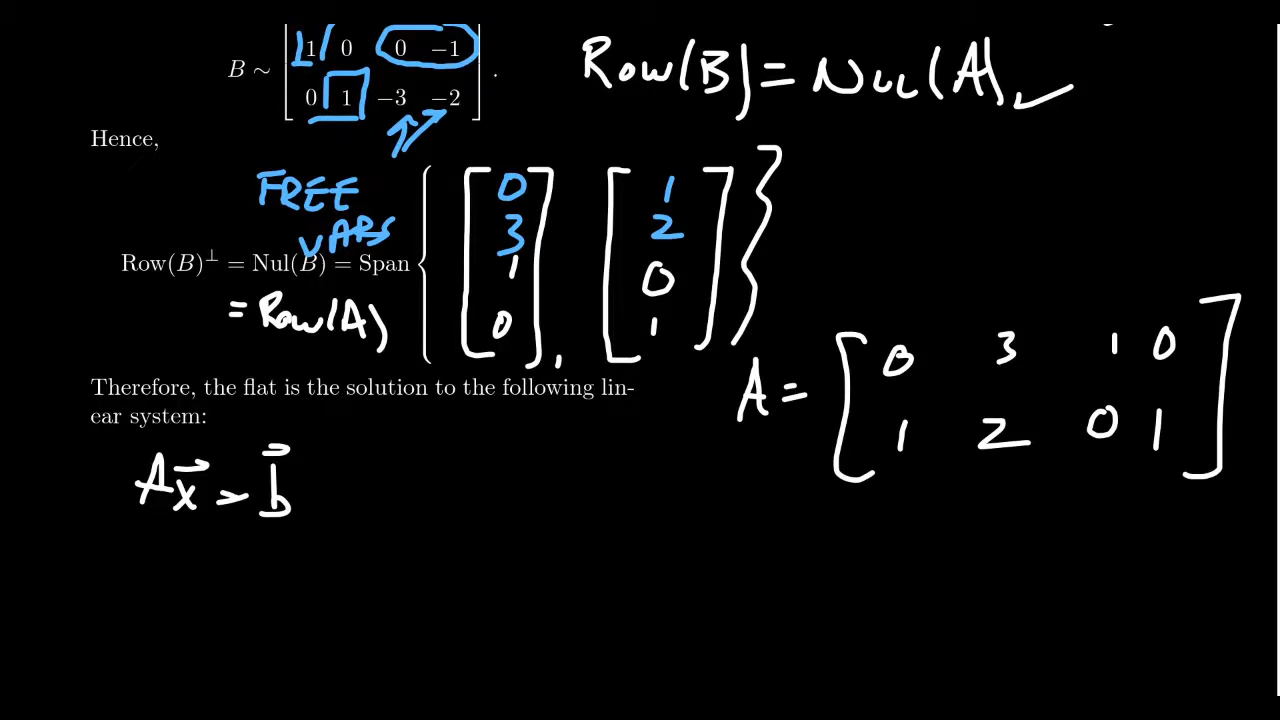 B ∼ [ 1 0 0 −1
0 1 −3 −2 ] .
Row(B) = Nul(A) ✓
Hence,
FREE
VARS
Row(B)⊥ = Nul(B) = Span { [ 0 3 1 0 ] , [ 1 2 0 1 ] }
= Row(A)
A = [ 0 3 1 0
1 2 0 1 ]
Therefore, the flat is the solution to the following lin-
ear system:
Ax⃗ = b⃗